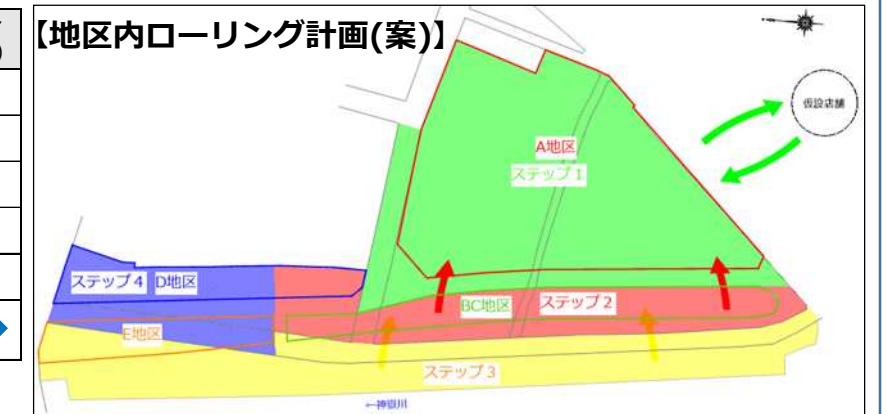 【地区内ローリング計画(案)】
仮設店舗
A地区
ステップ1
ステップ4 D地区
BC地区
ステップ2
E地区
ステップ3
←神嶽川